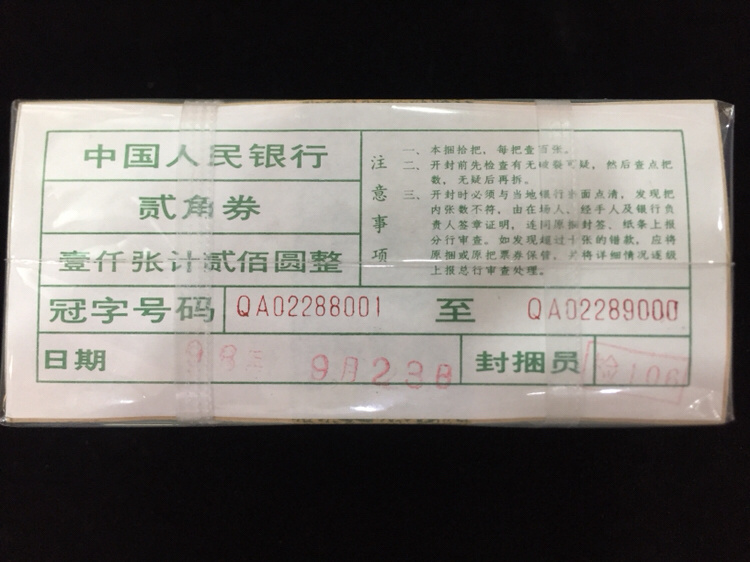 中国人民银行
贰角券
壹仟张计贰佰圆整
注意事项
一、本捆拾把，每把壹百张。
二、开封前先检查有无破裂可疑，然后查点把
数，无疑后再拆。
三、开封时必须与当地银行当面点清，发现把
内张数不符，由在场人、经手人及银行负
责人签章证明，连同原捆封签、纸条上报
分行审查。如发现超过十张的错款，应将
原捆或原把票券保管，并将详细情况逐级
上报总行审查处理。
冠字号码 QA02288001 至 QA02289000
日期 98年 9月23日 封捆员 检106